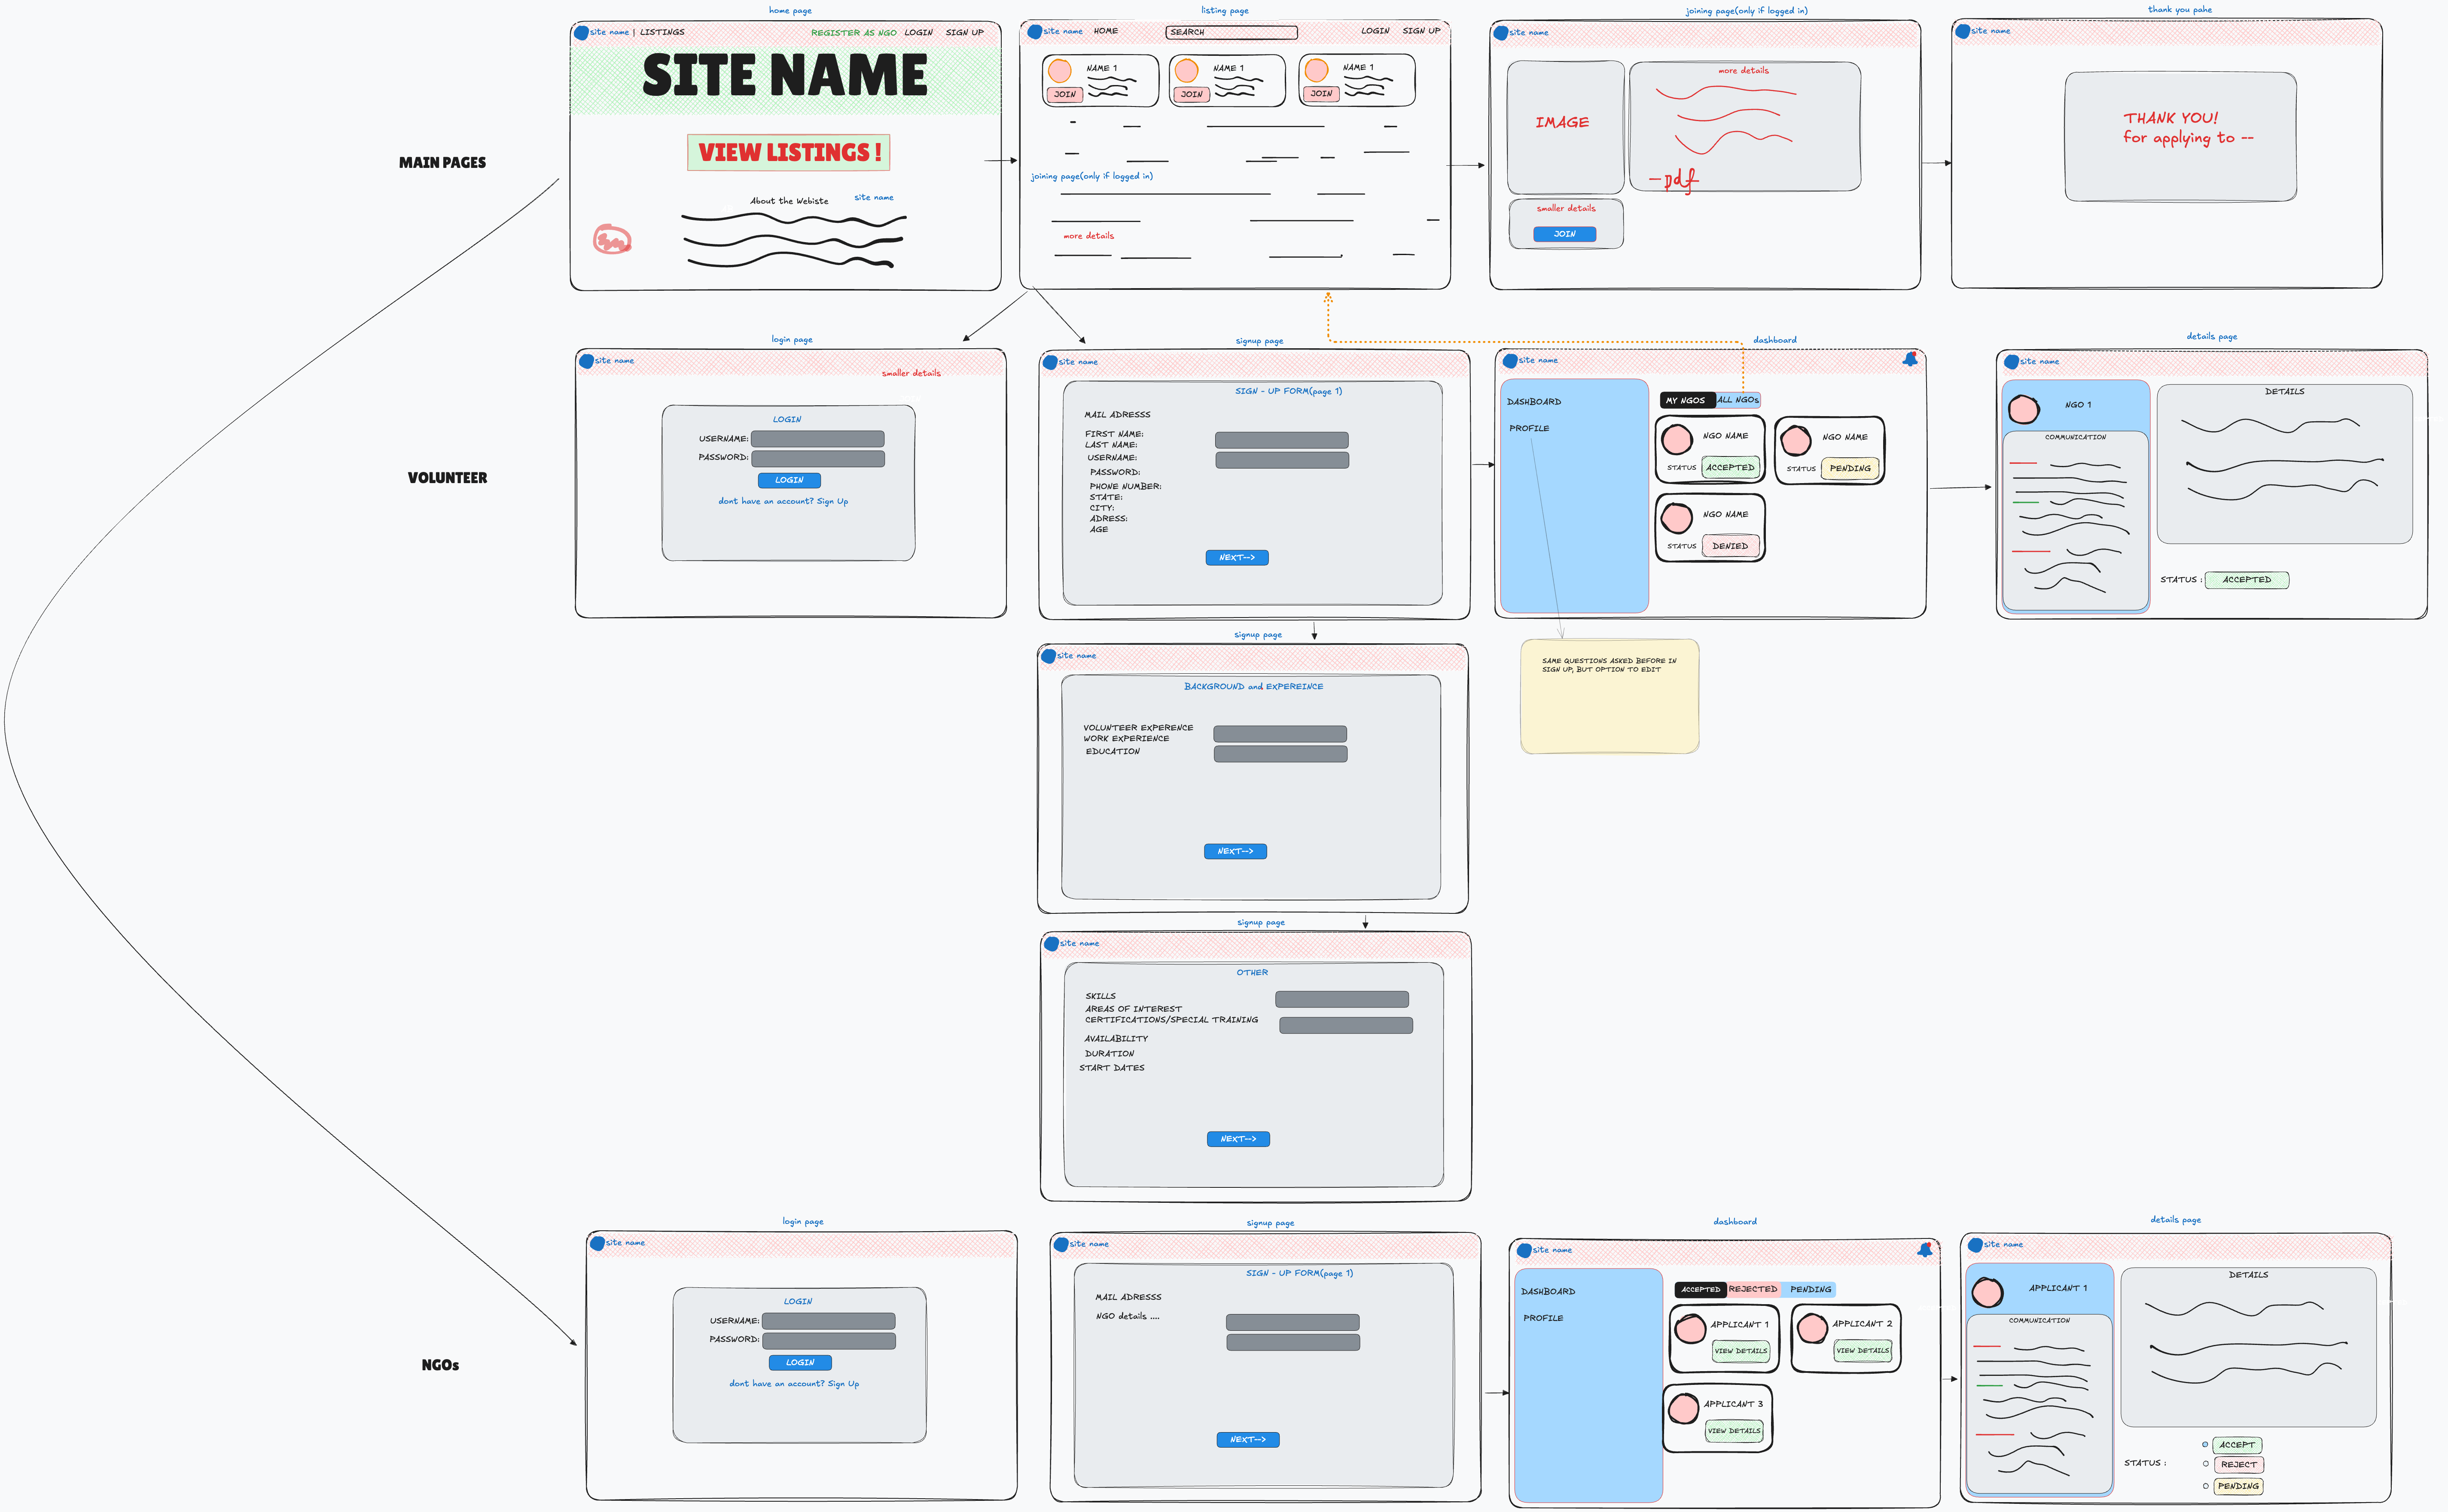 home page
site name | LISTINGS
REGISTER AS NGO LOGIN SIGN UP
SITE NAME
VIEW LISTINGS !
About the Webiste
site name
listing page
site name HOME
SEARCH
LOGIN SIGN UP
NAME 1
JOIN
NAME 1
JOIN
NAME 1
JOIN
joining page(only if logged in)
more details
joining page(only if logged in)
site name
IMAGE
more details
-pdf
smaller details
JOIN
thank you pahe
site name
THANK YOU!
for applying to --
MAIN PAGES
VOLUNTEER
login page
site name
smaller details
LOGIN
USERNAME:
PASSWORD:
LOGIN
dont have an account? Sign Up
signup page
site name
SIGN - UP FORM(page 1)
MAIL ADRESSS
FIRST NAME:
LAST NAME:
USERNAME:
PASSWORD:
PHONE NUMBER:
STATE:
CITY:
ADRESS:
AGE
NEXT-->
dashboard
site name
DASHBOARD
PROFILE
MY NGOS ALL NGOs
NGO NAME
STATUS ACCEPTED
NGO NAME
STATUS PENDING
NGO NAME
STATUS DENIED
SAME QUESTIONS ASKED BEFORE IN
SIGN UP, BUT OPTION TO EDIT
details page
site name
NGO 1
COMMUNICATION
DETAILS
STATUS : ACCEPTED
signup page
site name
BACKGROUND and EXPEREINCE
VOLUNTEER EXPERENCE
WORK EXPERIENCE
EDUCATION
NEXT-->
signup page
site name
OTHER
SKILLS
AREAS OF INTEREST
CERTIFICATIONS/SPECIAL TRAINING
AVAILABILITY
DURATION
START DATES
NEXT-->
NGOs
login page
site name
LOGIN
USERNAME:
PASSWORD:
LOGIN
dont have an account? Sign Up
signup page
site name
SIGN - UP FORM(page 1)
MAIL ADRESSS
NGO details ....
NEXT-->
dashboard
site name
DASHBOARD
PROFILE
ACCEPTED REJECTED PENDING
APPLICANT 1
VIEW DETAILS
APPLICANT 2
VIEW DETAILS
APPLICANT 3
VIEW DETAILS
details page
site name
APPLICANT 1
COMMUNICATION
DETAILS
STATUS :
ACCEPT
REJECT
PENDING